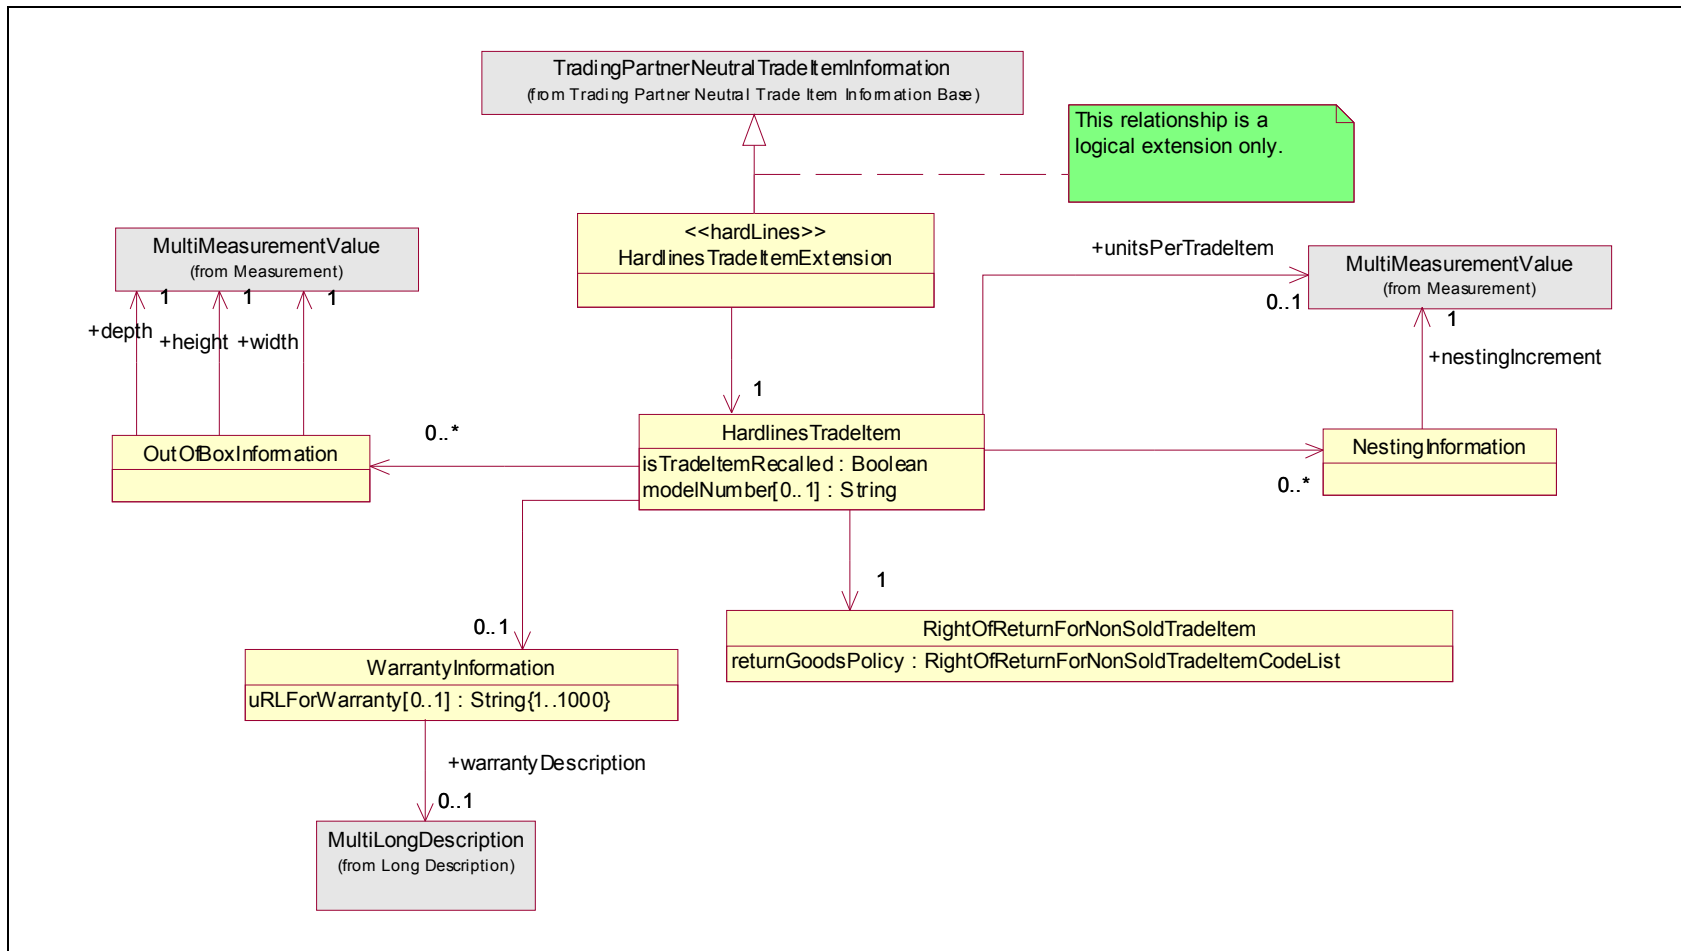 TradingPartnerNeutralTradeItemInformation
(from Trading Partner Neutral Trade Item Information Base)
This relationship is a
logical extension only.
<<hardLines>>
HardlinesTradeItemExtension
MultiMeasurementValue
(from Measurement)
1
1
1
+depth
+height
+width
+unitsPerTradeItem
0..1
MultiMeasurementValue
(from Measurement)
1
+nestingIncrement
1
OutOfBoxInformation
0..*
HardlinesTradeItem
isTradeItemRecalled : Boolean
modelNumber[0..1] : String
NestingInformation
0..*
1
0..1
RightOfReturnForNonSoldTradeItem
returnGoodsPolicy : RightOfReturnForNonSoldTradeItemCodeList
WarrantyInformation
uRLForWarranty[0..1] : String{1..1000}
+warrantyDescription
0..1
MultiLongDescription
(from Long Description)